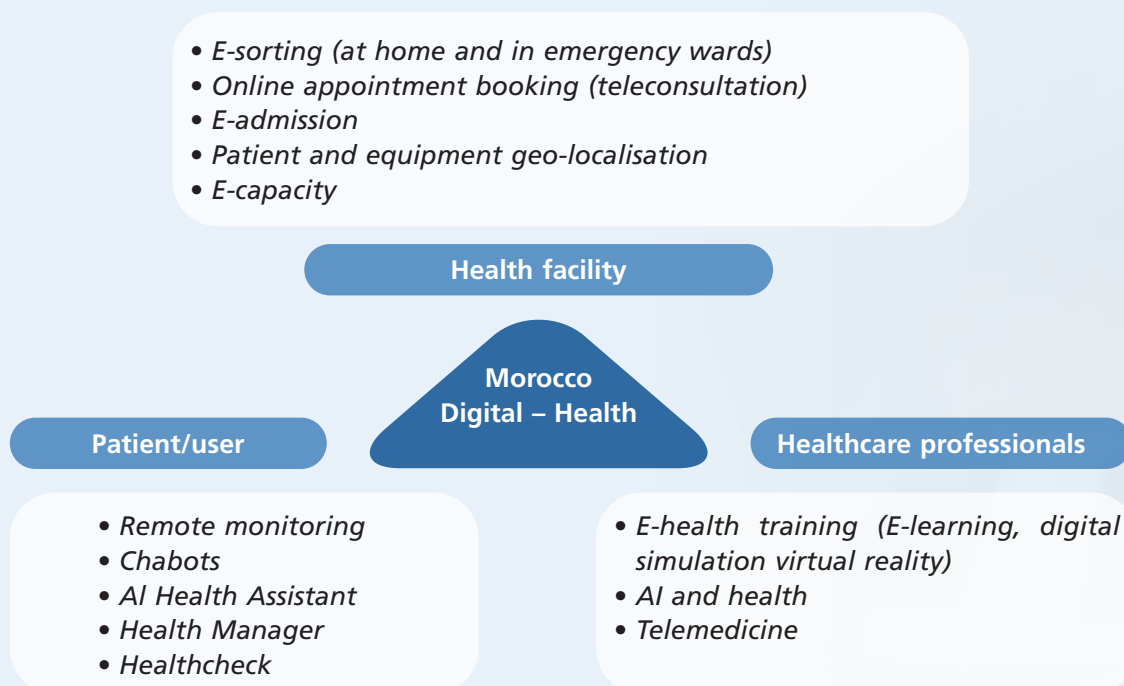 • E-sorting (at home and in emergency wards)
• Online appointment booking (teleconsultation)
• E-admission
• Patient and equipment geo-localisation
• E-capacity
Health facility
Morocco
Digital – Health
Patient/user
Healthcare professionals
• Remote monitoring
• Chabots
• Al Health Assistant
• Health Manager
• Healthcheck
• E-health training (E-learning, digital
simulation virtual reality)
• AI and health
• Telemedicine